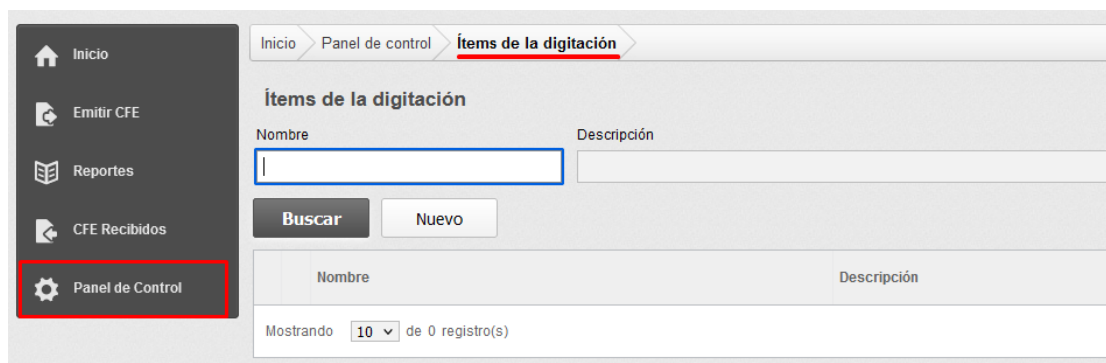 Inicio
Emitir CFE
Reportes
CFE Recibidos
Panel de Control
Inicio Panel de control Ítems de la digitación
Ítems de la digitación
Nombre Descripción
Buscar Nuevo
Nombre Descripción
Mostrando 10 de 0 registro(s)